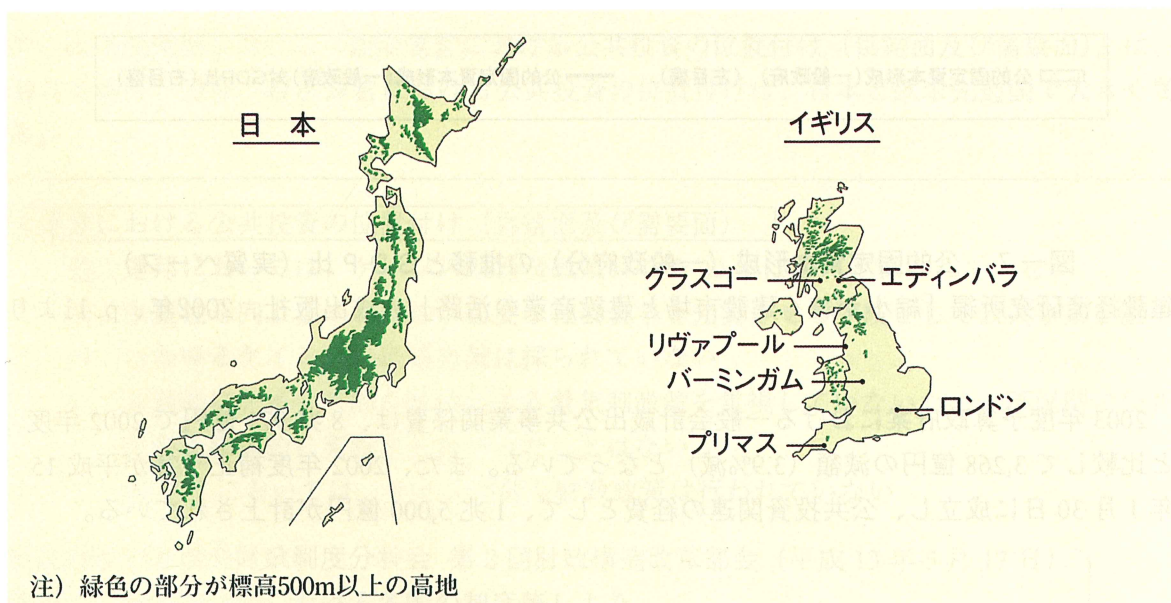 日 本
イギリス
グラスゴー
エディンバラ
リヴァプール
バーミンガム
ロンドン
プリマス
注）緑色の部分が標高500m以上の高地